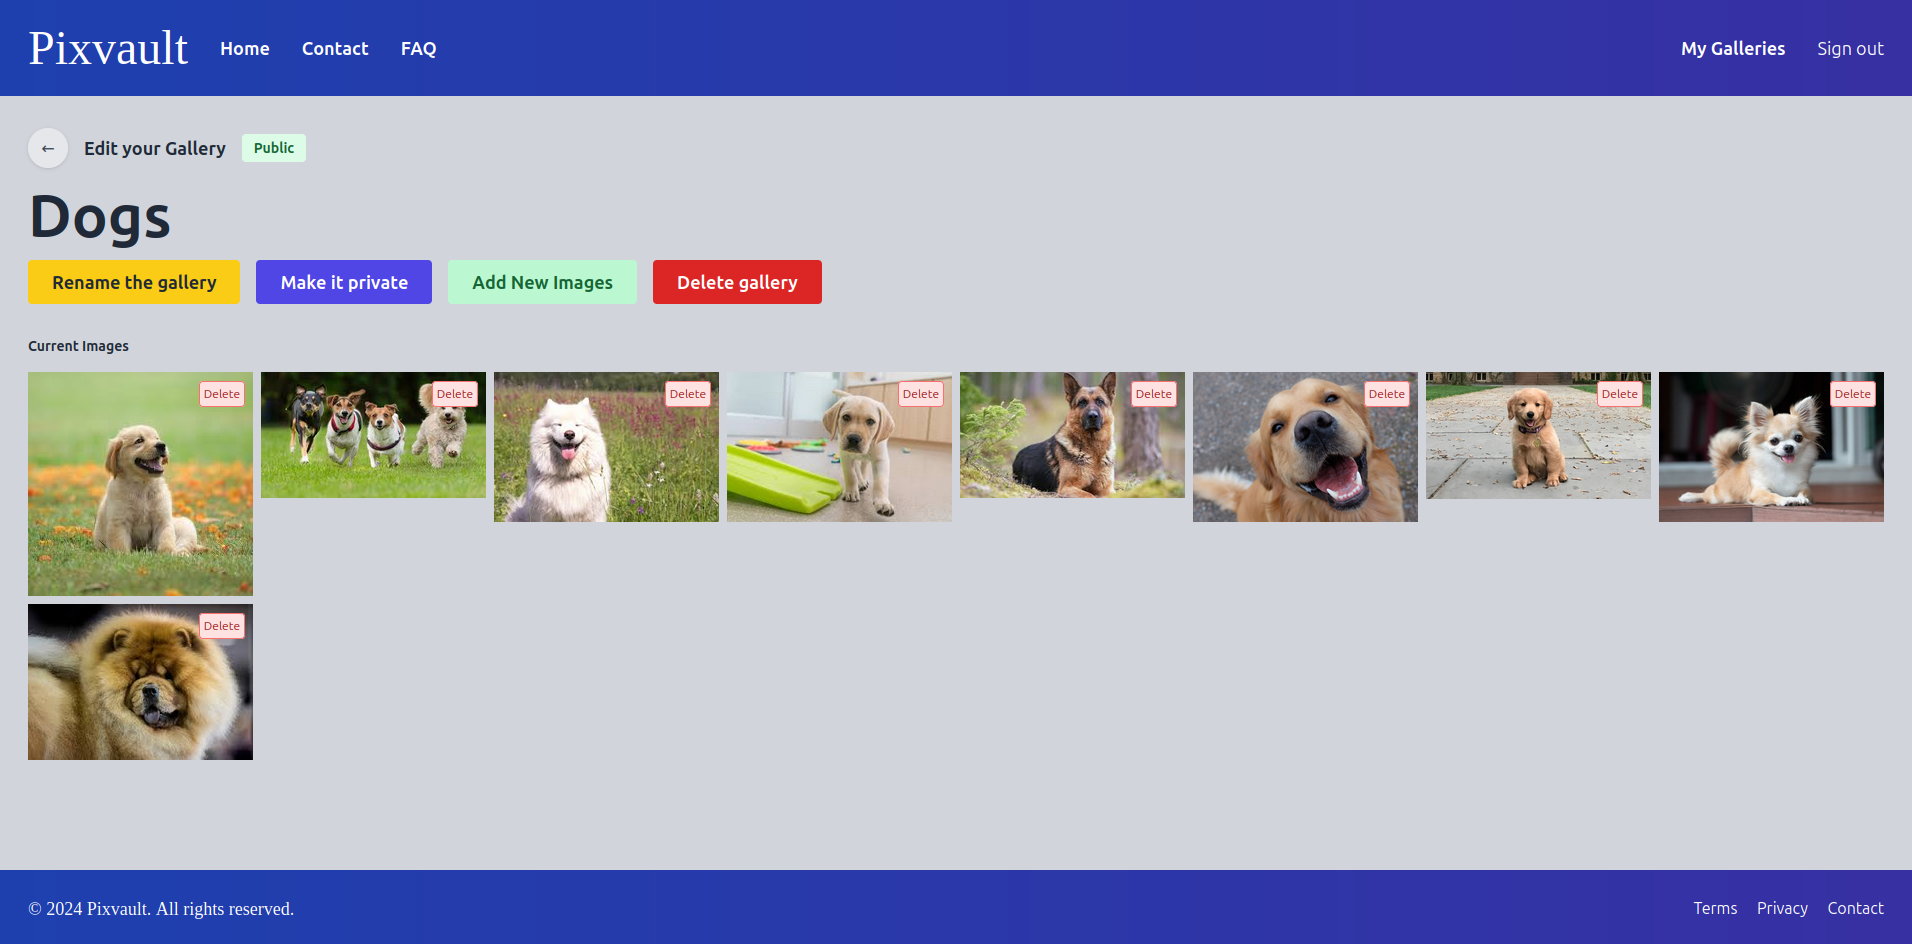 Pixvault Home Contact FAQ My Galleries Sign out
← Edit your Gallery Public
Dogs
Rename the gallery Make it private Add New Images Delete gallery
Current Images
Delete Delete Delete Delete Delete Delete Delete Delete
Delete
© 2024 Pixvault. All rights reserved. Terms Privacy Contact